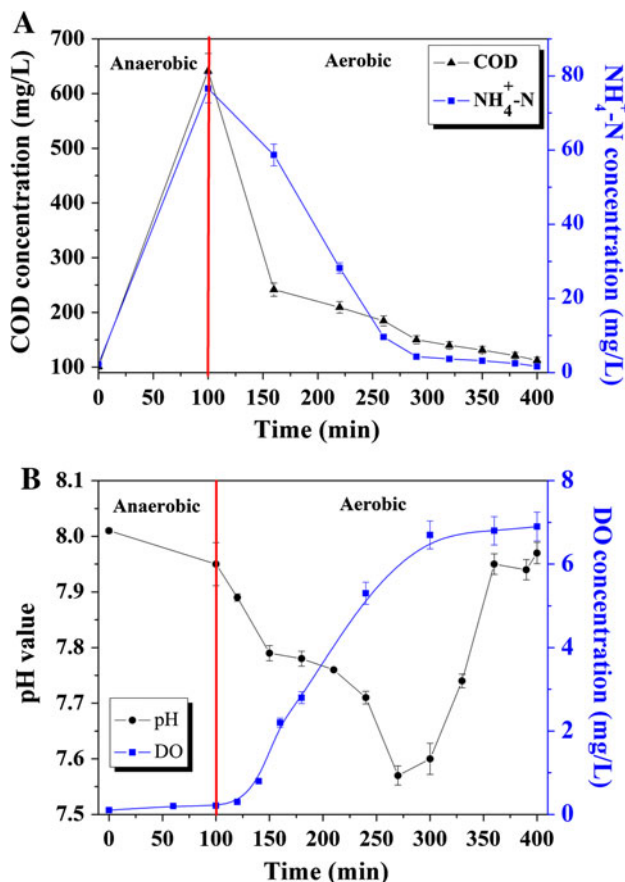 A
Anaerobic
Aerobic
COD
NH4+-N
COD concentration (mg/L)
700
600
500
400
300
200
100
NH4+-N concentration (mg/L)
80
60
40
20
0
0 50 100 150 200 250 300 350 400
Time (min)
B
Anaerobic
Aerobic
pH
DO
pH value
8.1
8.0
7.9
7.8
7.7
7.6
7.5
DO concentration (mg/L)
8
6
4
2
0
0 50 100 150 200 250 300 350 400
Time (min)